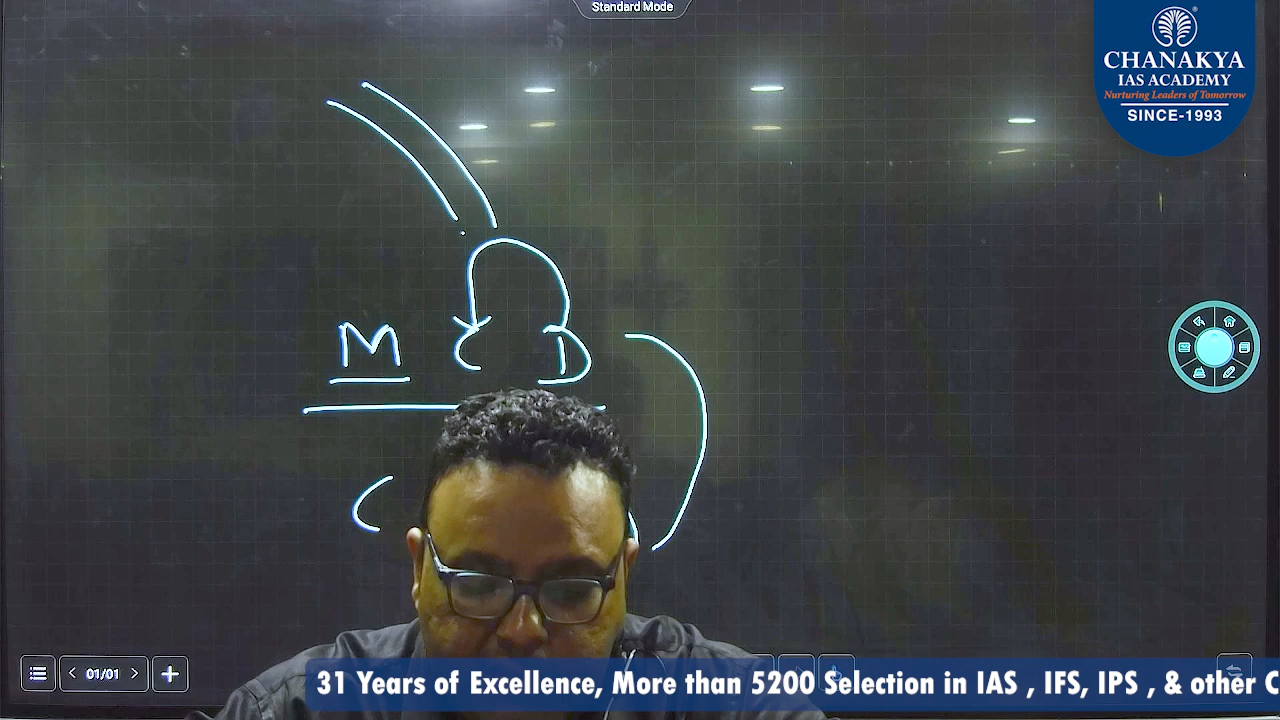 Standard Mode
CHANAKYA
IAS ACADEMY
Nurturing Leaders of Tomorrow
SINCE-1993
M C D
C
01/01
31 Years of Excellence, More than 5200 Selection in IAS , IFS, IPS , & other C